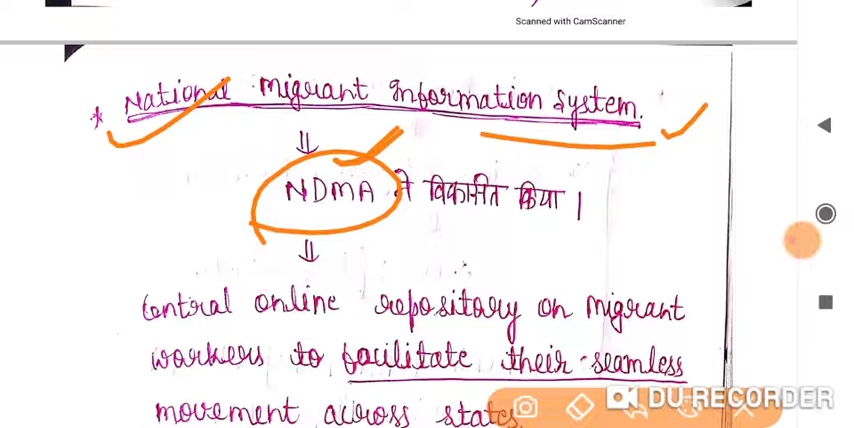 Scanned with CamScanner
* National Migrant Information System.
⇓
NDMA ने विकसित किया |
⇓
Central online repository on migrant
workers to facilitate their seamless
movement across states.
DU RECORDER